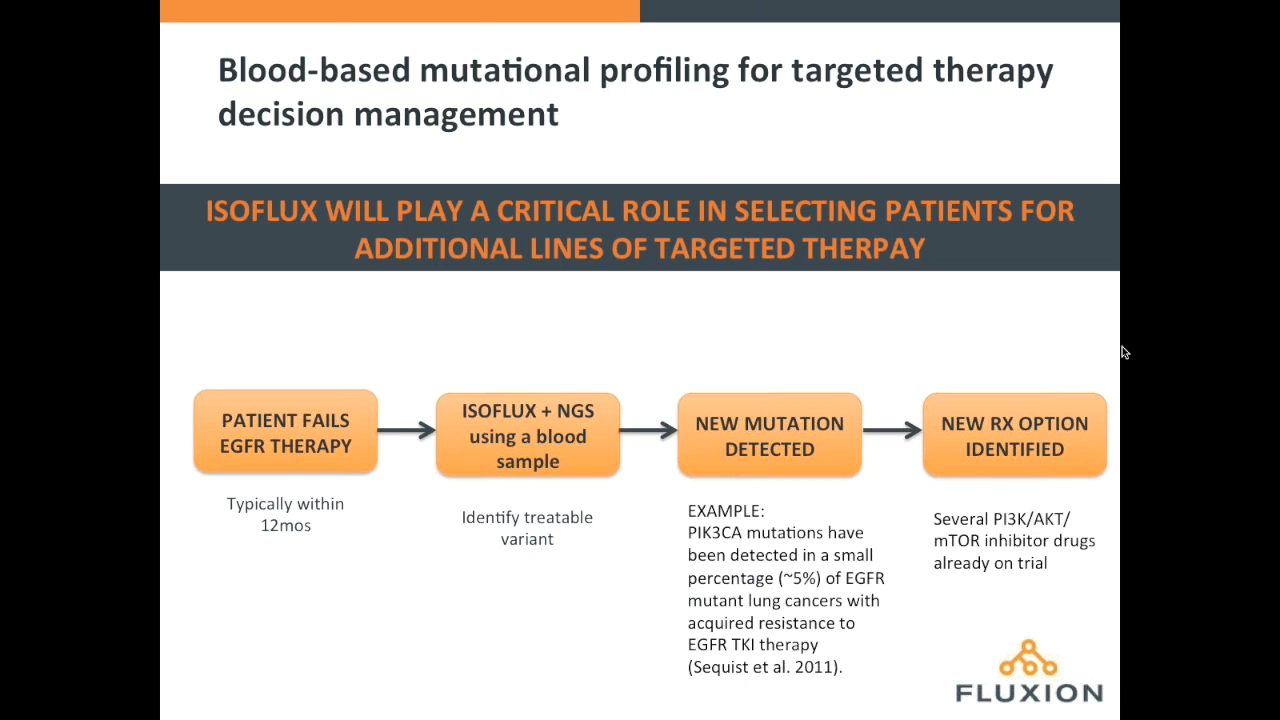 Blood-based mutational profiling for targeted therapy
decision management
ISOFLUX WILL PLAY A CRITICAL ROLE IN SELECTING PATIENTS FOR
ADDITIONAL LINES OF TARGETED THERPAY
PATIENT FAILS
EGFR THERAPY
Typically within
12mos
ISOFLUX + NGS
using a blood
sample
Identify treatable
variant
NEW MUTATION
DETECTED
EXAMPLE:
PIK3CA mutations have
been detected in a small
percentage (~5%) of EGFR
mutant lung cancers with
acquired resistance to
EGFR TKI therapy
(Sequist et al. 2011).
NEW RX OPTION
IDENTIFIED
Several PI3K/AKT/
mTOR inhibitor drugs
already on trial
FLUXION